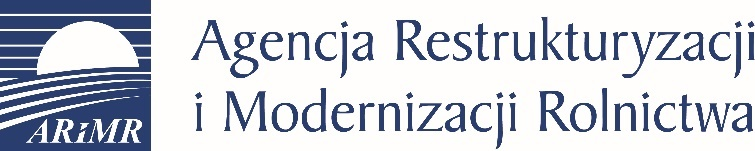 ARiMR
Agencja Restrukturyzacji
i Modernizacji Rolnictwa